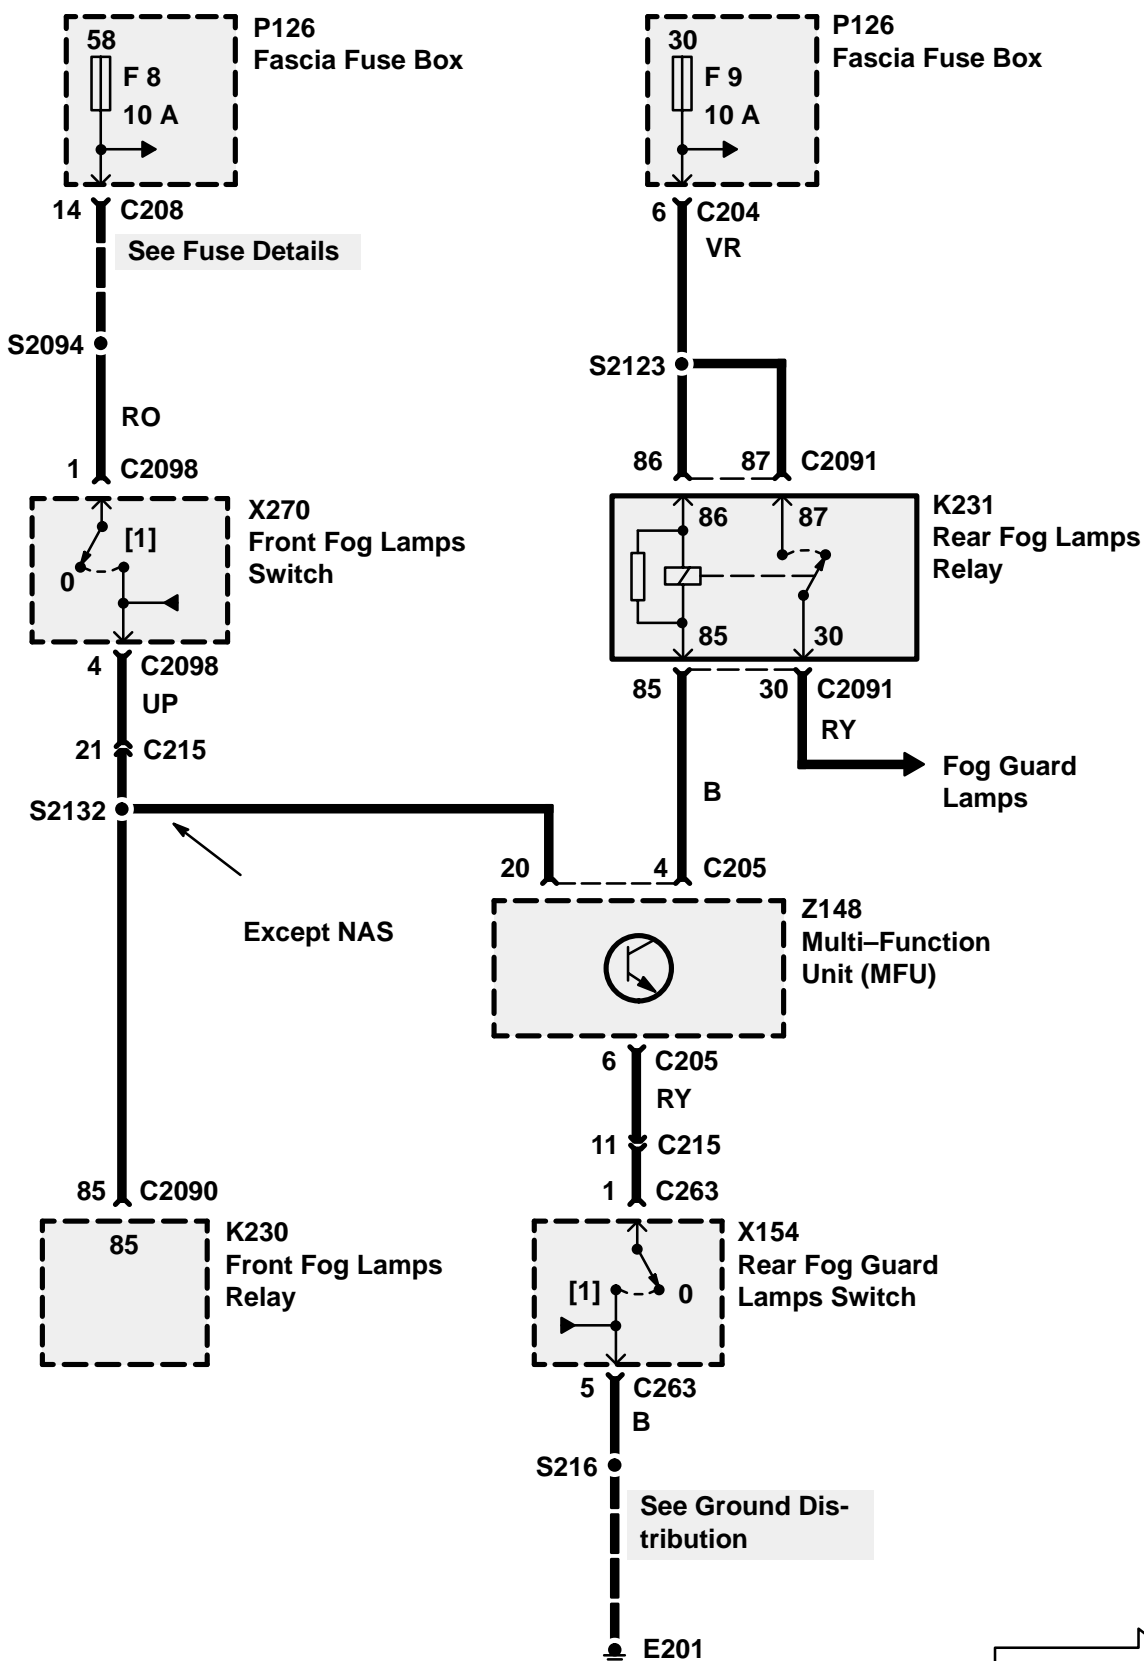 P126
Fascia Fuse Box
58
F 8
10 A
14 C208
See Fuse Details
S2094
RO
1 C2098
X270
Front Fog Lamps
Switch
[1]
0
4 C2098
UP
21 C215
S2132
Except NAS
85 C2090
K230
Front Fog Lamps
Relay
85
P126
Fascia Fuse Box
30
F 9
10 A
6 C204
VR
S2123
86 87 C2091
K231
Rear Fog Lamps
Relay
86 87
85 30
85 30 C2091
RY
Fog Guard
Lamps
B
20 4 C205
Z148
Multi–Function
Unit (MFU)
6 C205
RY
11 C215
1 C263
X154
Rear Fog Guard
Lamps Switch
[1] 0
5 C263
B
S216
See Ground Dis-
tribution
E201